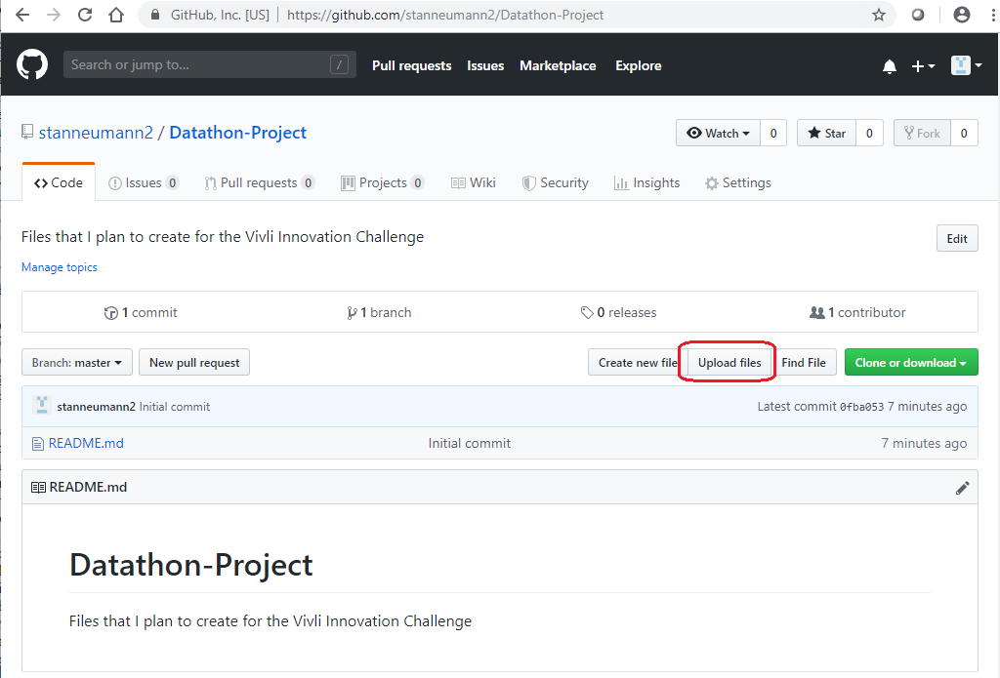 GitHub, Inc. [US] https://github.com/stanneumann2/Datathon-Project
Search or jump to... / Pull requests Issues Marketplace Explore
stanneumann2 / Datathon-Project Watch 0 Star 0 Fork 0
Code Issues 0 Pull requests 0 Projects 0 Wiki Security Insights Settings
Files that I plan to create for the Vivli Innovation Challenge Edit
Manage topics
1 commit 1 branch 0 releases 1 contributor
Branch: master New pull request Create new file Upload files Find File Clone or download
stanneumann2 Initial commit Latest commit 0fba053 7 minutes ago
README.md Initial commit 7 minutes ago
README.md
Datathon-Project
Files that I plan to create for the Vivli Innovation Challenge